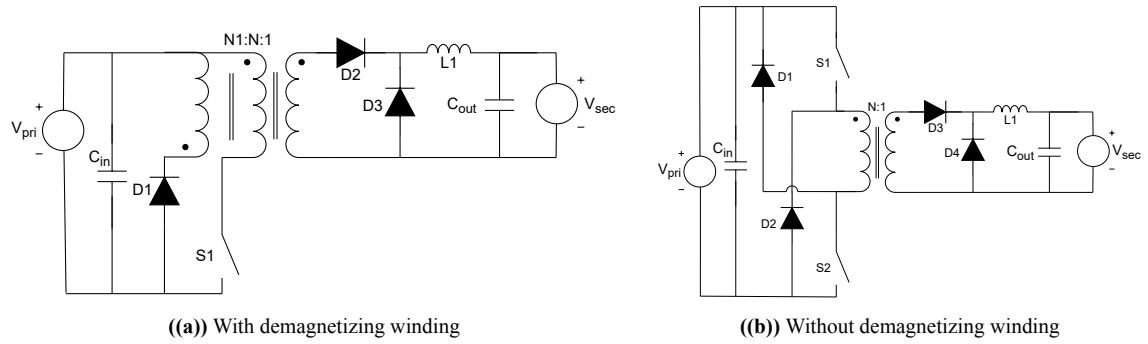 N1:N:1
D2
L1
D3
C_out
+
V_sec
−
+
V_pri
−
C_in
D1
S1
((a)) With demagnetizing winding
D1
S1
N:1
D3
L1
D4
C_out
+
V_sec
−
+
V_pri
−
C_in
D2
S2
((b)) Without demagnetizing winding